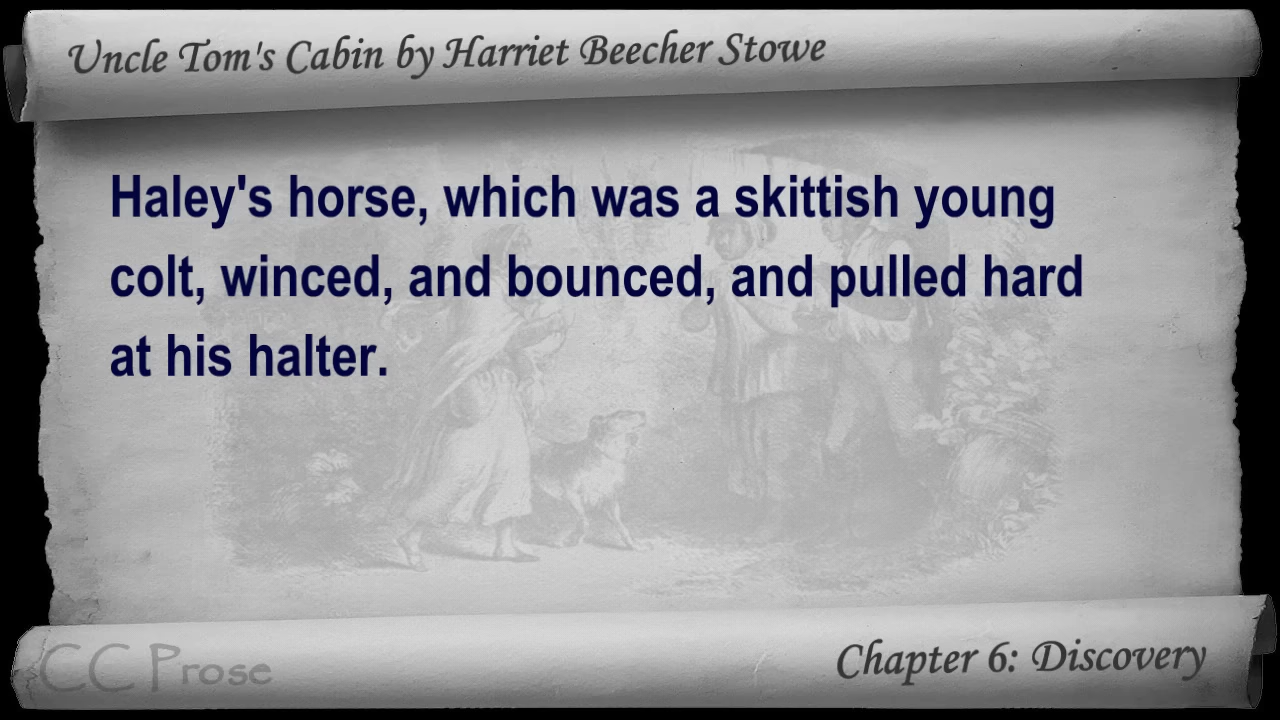 Uncle Tom's Cabin by Harriet Beecher Stowe
Haley's horse, which was a skittish young
colt, winced, and bounced, and pulled hard
at his halter.
CC Prose
Chapter 6: Discovery